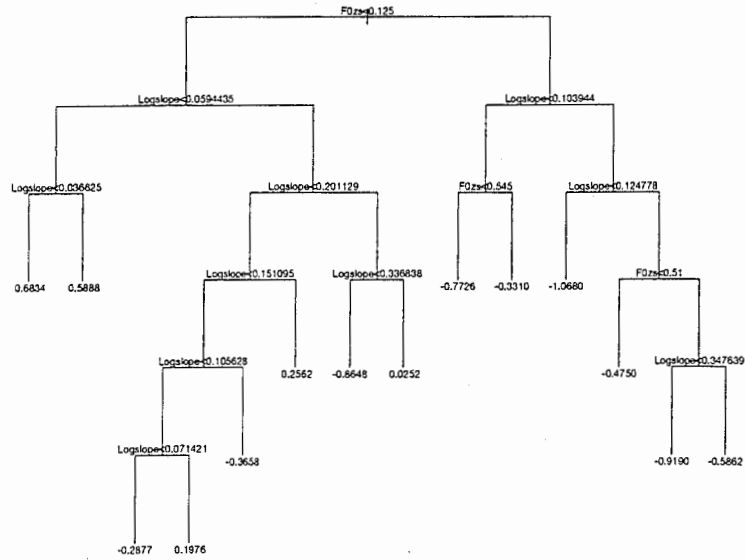 F0zs<0.125
Logslope<0.0594435
Logslope<0.103944
Logslope<0.036825
Logslope<0.201129
F0zs<0.545
Logslope<0.124778
0.6834
0.5888
Logslope<0.151095
Logslope<0.336838
-0.7726
-0.3310
-1.0680
F0zs<0.51
Logslope<0.105628
0.2562
-0.8648
0.0252
-0.4750
Logslope<0.347639
Logslope<0.071421
-0.3658
-0.9190
-0.5862
-0.2877
0.1976